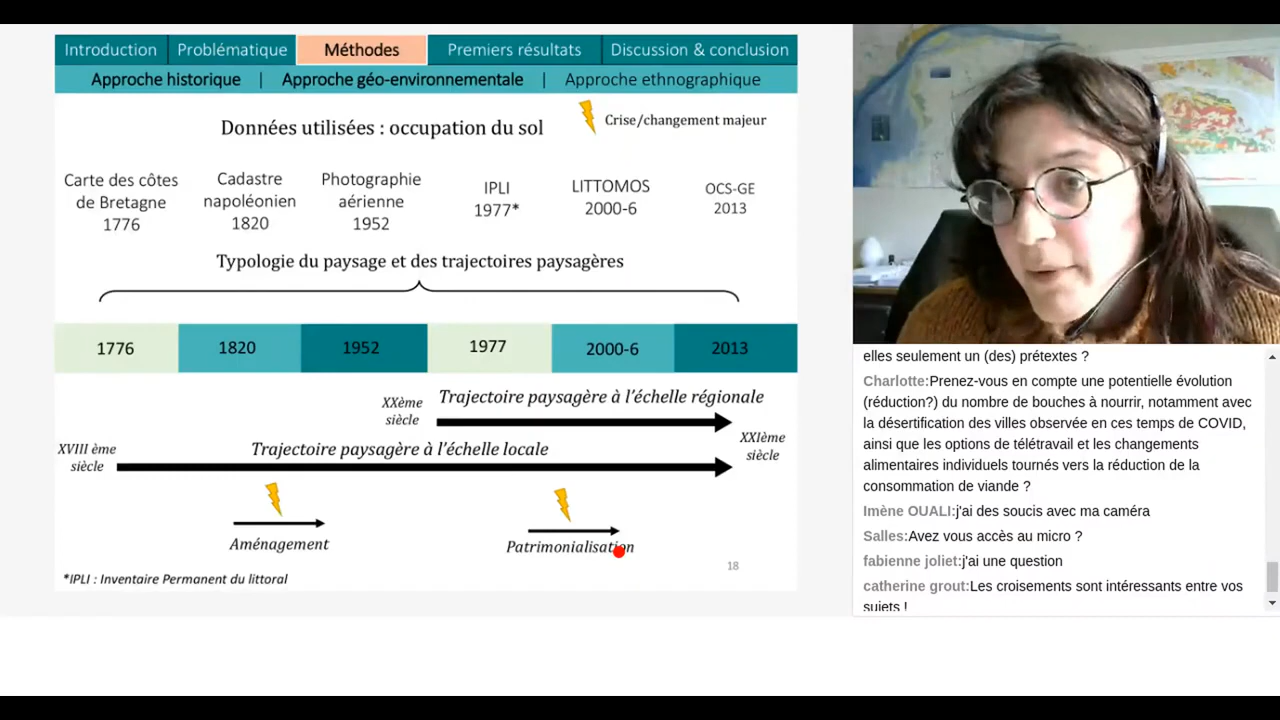 Introduction Problématique Méthodes Premiers résultats Discussion & conclusion
Approche historique | Approche géo-environnementale | Approche ethnographique
Données utilisées : occupation du sol
Crise/changement majeur
Carte des côtes
de Bretagne
1776
Cadastre
napoléonien
1820
Photographie
aérienne
1952
IPLI
1977*
LITTOMOS
2000-6
OCS-GE
2013
Typologie du paysage et des trajectoires paysagères
1776 1820 1952 1977 2000-6 2013
XXème
siècle
Trajectoire paysagère à l'échelle régionale
XVIII ème
siècle
Trajectoire paysagère à l'échelle locale
XXIème
siècle
Aménagement
Patrimonialisation
18
*IPLI : Inventaire Permanent du littoral
elles seulement un (des) prétextes ?
Charlotte:Prenez-vous en compte une potentielle évolution
(réduction?) du nombre de bouches à nourrir, notamment avec
la désertification des villes observée en ces temps de COVID,
ainsi que les options de télétravail et les changements
alimentaires individuels tournés vers la réduction de la
consommation de viande ?
Imène OUALI:j'ai des soucis avec ma caméra
Salles:Avez vous accès au micro ?
fabienne joliet:j'ai une question
catherine grout:Les croisements sont intéressants entre vos
sujets !